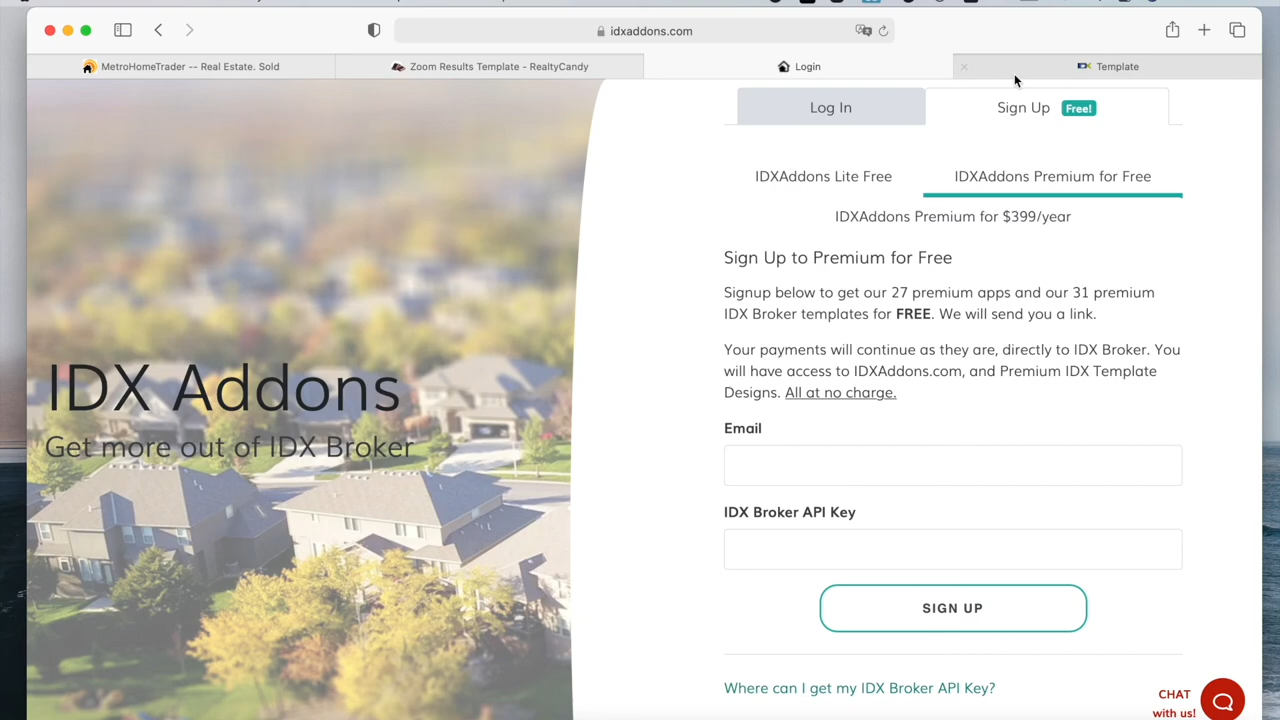 idxaddons.com
MetroHomeTrader -- Real Estate. Sold
Zoom Results Template - RealtyCandy
Login
Template
Log In
Sign Up Free!
IDXAddons Lite Free
IDXAddons Premium for Free
IDXAddons Premium for $399/year
Sign Up to Premium for Free
Signup below to get our 27 premium apps and our 31 premium
IDX Broker templates for FREE. We will send you a link.
Your payments will continue as they are, directly to IDX Broker. You
will have access to IDXAddons.com, and Premium IDX Template
Designs. All at no charge.
IDX Addons
Get more out of IDX Broker
Email
IDX Broker API Key
SIGN UP
Where can I get my IDX Broker API Key?
CHAT
with us!